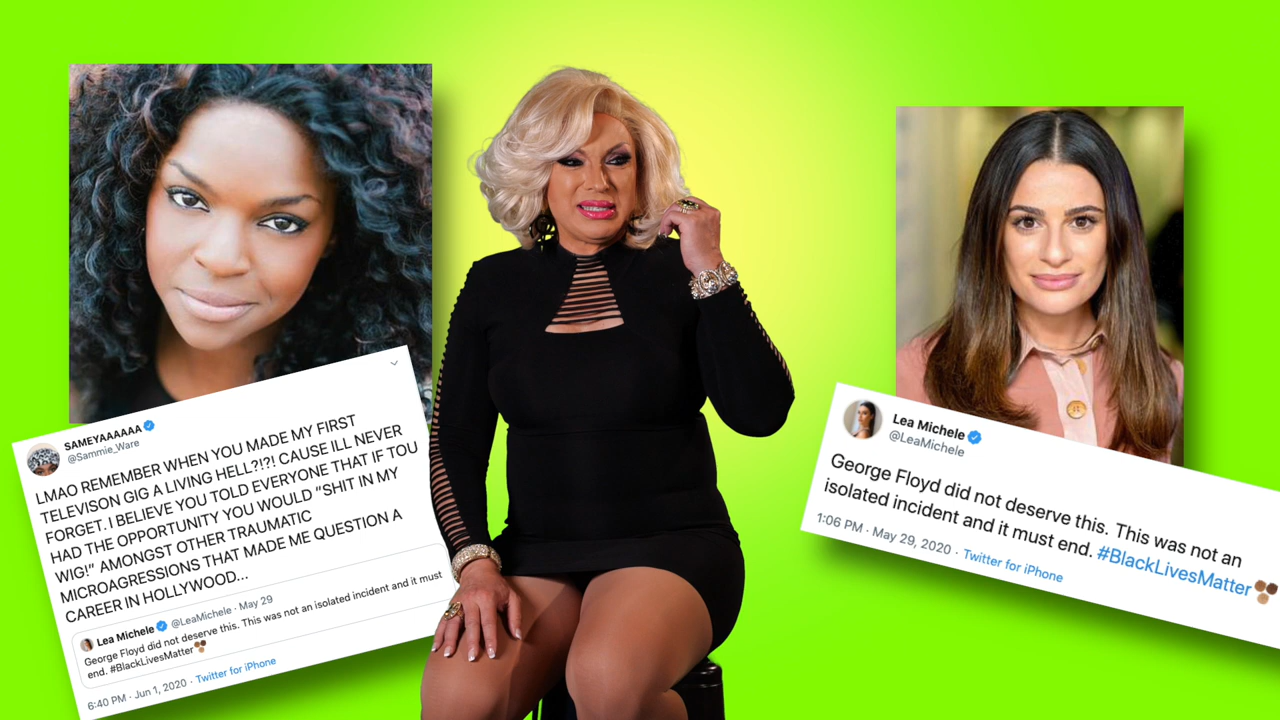 SAMEYAAAAAA
@Sammie_Ware
LMAO REMEMBER WHEN YOU MADE MY FIRST
TELEVISON GIG A LIVING HELL?!?! CAUSE ILL NEVER
FORGET. I BELIEVE YOU TOLD EVERYONE THAT IF TOU
HAD THE OPPORTUNITY YOU WOULD “SHIT IN MY
WIG!” AMONGST OTHER TRAUMATIC
MICROAGRESSIONS THAT MADE ME QUESTION A
CAREER IN HOLLYWOOD...
Lea Michele @LeaMichele · May 29
George Floyd did not deserve this. This was not an isolated incident and it must
end. #BlackLivesMatter
6:40 PM · Jun 1, 2020 · Twitter for iPhone
Lea Michele
@LeaMichele
George Floyd did not deserve this. This was not an
isolated incident and it must end. #BlackLivesMatter
1:06 PM · May 29, 2020 · Twitter for iPhone